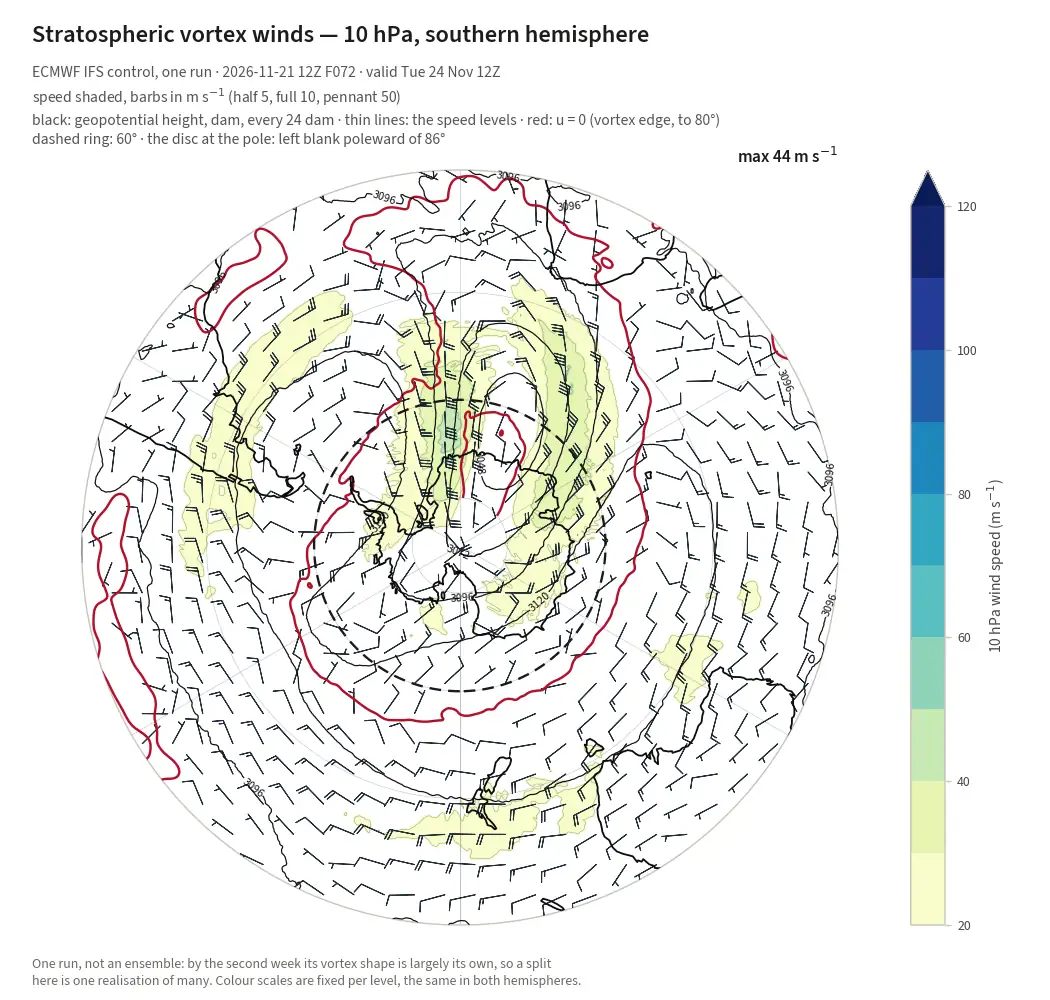 Stratospheric vortex winds — 10 hPa, southern hemisphere
ECMWF IFS control, one run · 2026-11-21 12Z F072 · valid Tue 24 Nov 12Z
speed shaded, barbs in m s⁻¹ (half 5, full 10, pennant 50)
black: geopotential height, dam, every 24 dam · thin lines: the speed levels · red: u = 0 (vortex edge, to 80°)
dashed ring: 60° · the disc at the pole: left blank poleward of 86°
max 44 m s⁻¹
3096
3096
3096
3096
3096
3096
3096
3096
3120
3096
120
100
80
60
40
20
10 hPa wind speed (m s⁻¹)
One run, not an ensemble: by the second week its vortex shape is largely its own, so a split
here is one realisation of many. Colour scales are fixed per level, the same in both hemispheres.